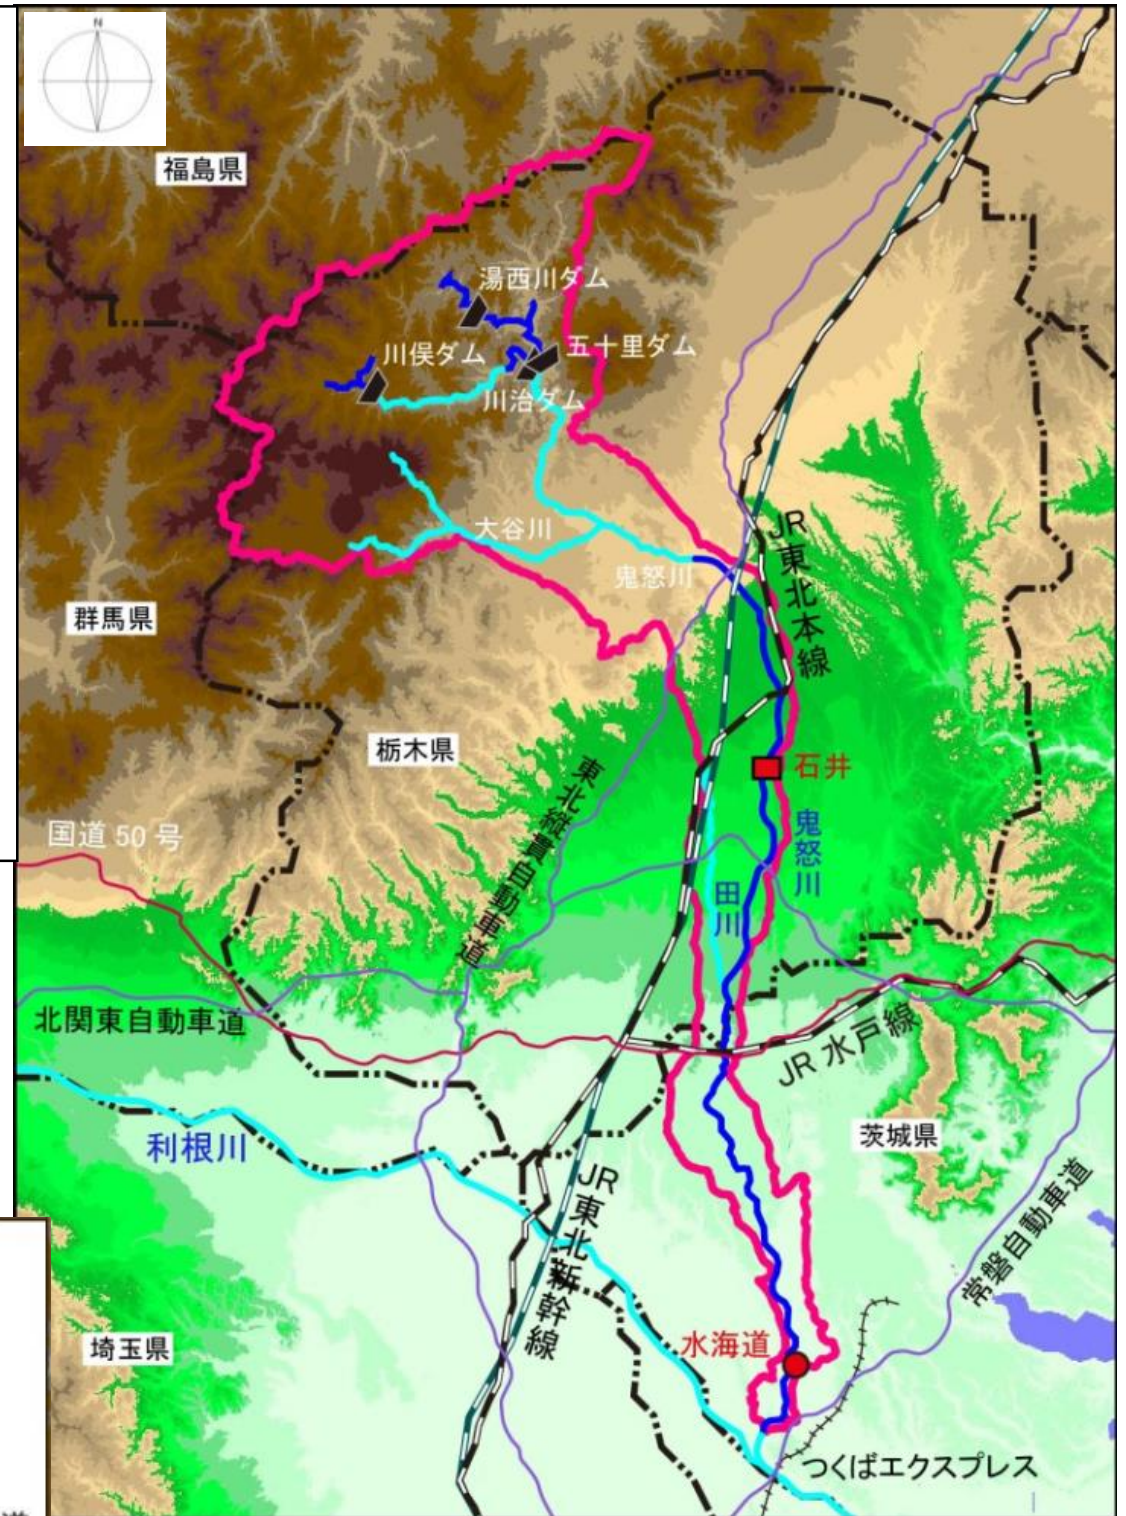 N
福島県
湯西川ダム
川俣ダム
五十里ダム
川治ダム
大谷川
鬼怒川
JR東北本線
群馬県
栃木県
石井
東北縦貫自動車道
国道50号
鬼怒川
田川
北関東自動車道
JR水戸線
利根川
茨城県
JR東北新幹線
常磐自動車道
水海道
埼玉県
つくばエクスプレス